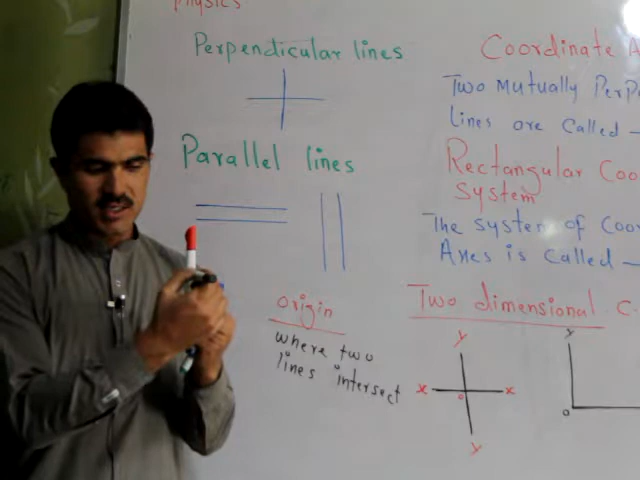 Physics
Perpendicular lines
Parallel lines
origin
where two
lines intersect
Coordinate A
Two Mutually Perp
lines are called —
Rectangular Coo
System
The system of Coor
Axes is called —
Two dimensional C.
y
x x
o
y
y
o